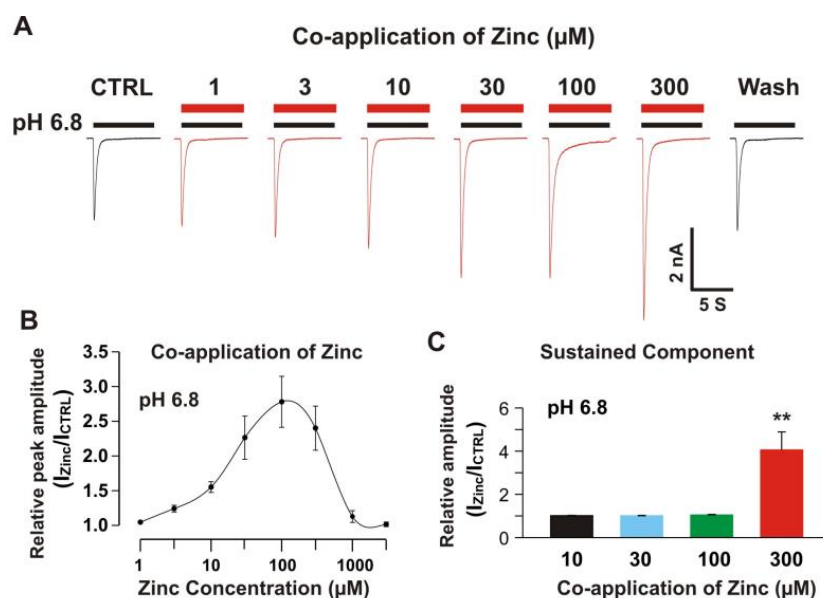 A
Co-application of Zinc (µM)
CTRL 1 3 10 30 100 300 Wash
pH 6.8
2 nA
5 S
B
Co-application of Zinc
pH 6.8
Relative peak amplitude
(IZinc/ICTRL)
3.5
3.0
2.5
2.0
1.5
1.0
1 10 100 1000
Zinc Concentration (µM)
C
Sustained Component
pH 6.8
**
Relative amplitude
(IZinc/ICTRL)
6
4
2
0
10 30 100 300
Co-application of Zinc (µM)